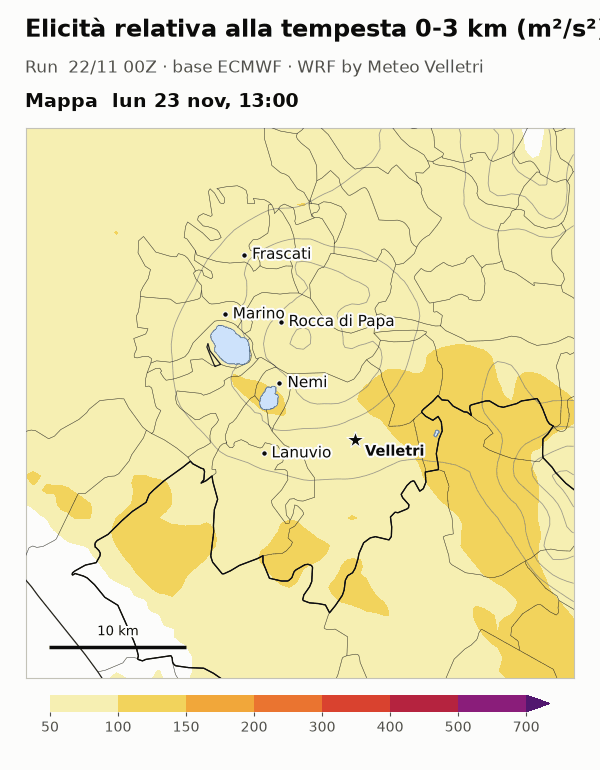 Elicità relativa alla tempesta 0-3 km (m²/s²)
Run 22/11 00Z · base ECMWF · WRF by Meteo Velletri
Mappa lun 23 nov, 13:00
Frascati
Marino
Rocca di Papa
Nemi
Velletri
Lanuvio
10 km
50 100 150 200 300 400 500 700